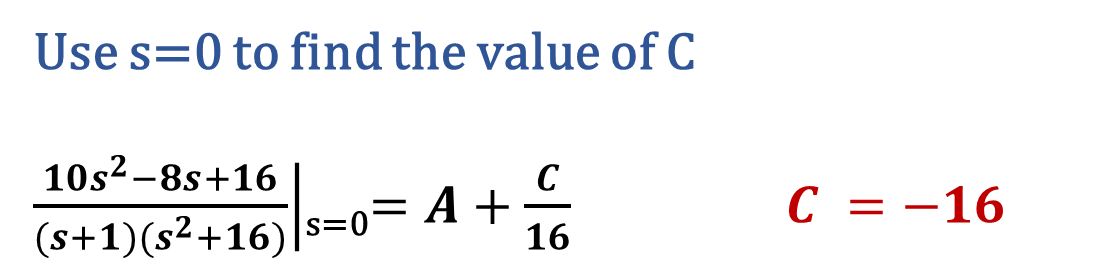 Use s=0 to find the value of C
10s²−8s+16
(s+1)(s²+16)
s=0
= A +
C
16
C = −16